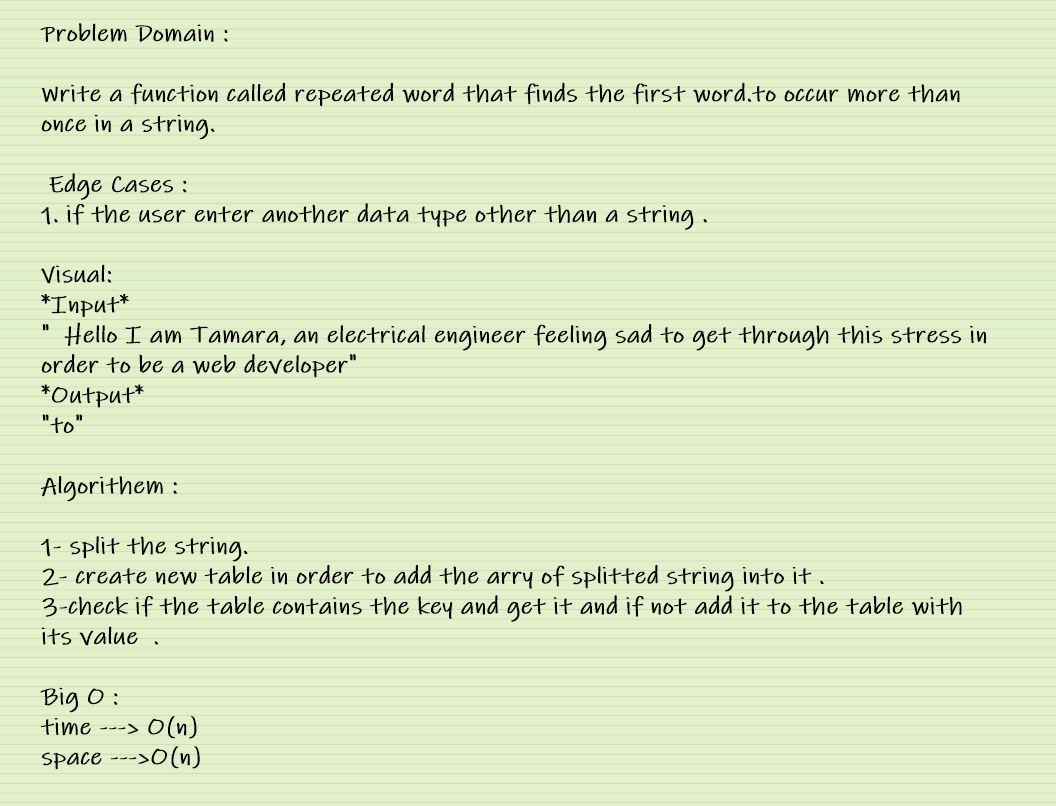 Problem Domain :
Write a function called repeated word that finds the first word.to occur more than
once in a string.
Edge Cases :
1. if the user enter another data type other than a string .
Visual:
*Input*
"  Hello I am Tamara, an electrical engineer feeling sad to get through this stress in
order to be a web developer"
*Output*
"to"
Algorithem :
1- split the string.
2- create new table in order to add the arry of splitted string into it .
3-check if the table contains the key and get it and if not add it to the table with
its value  .
Big O :
time ---> O(n)
space --->O(n)